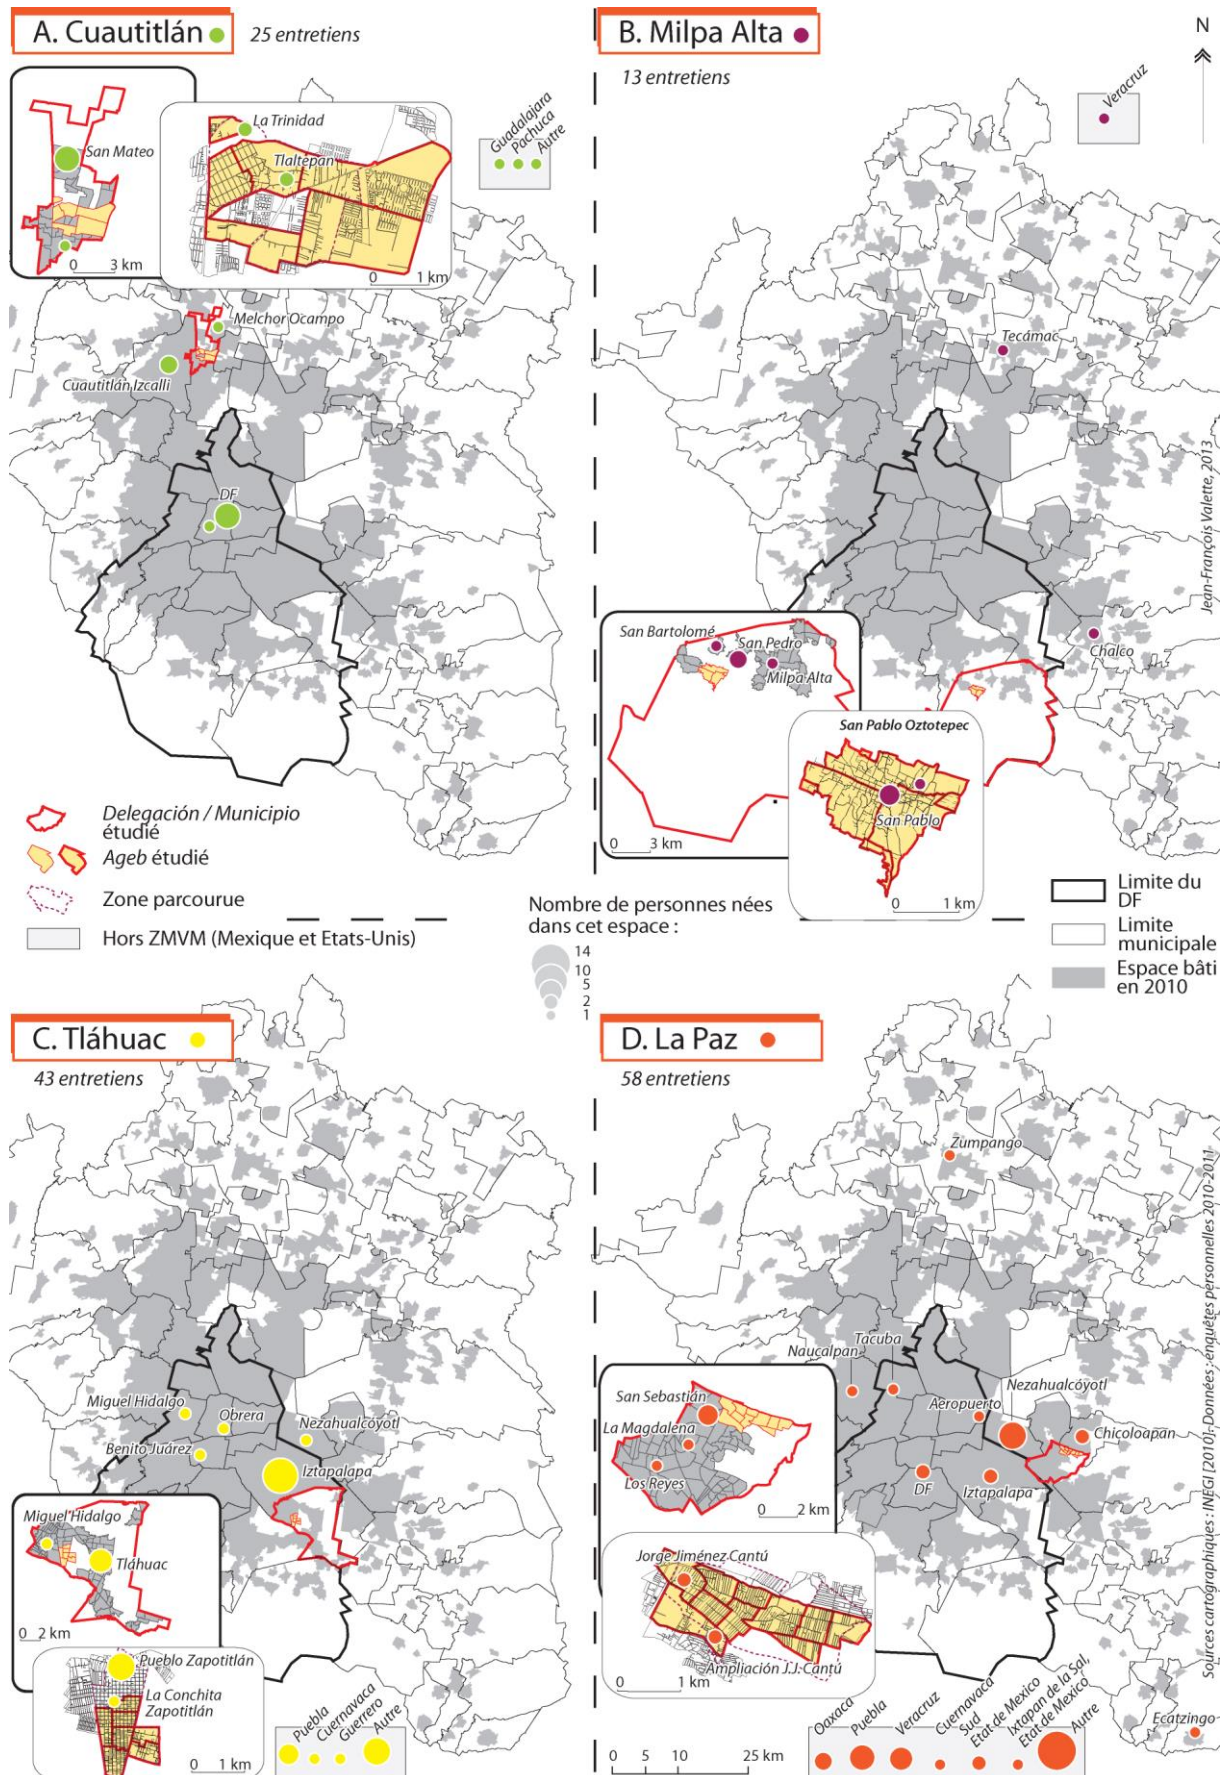 A. Cuautitlán
25 entretiens
San Mateo
0 3 km
La Trinidad
Tlaltepan
0 1 km
Guadalajara
Pachuca
Autre
Melchor Ocampo
Cuautitlán Izcalli
DF
Delegación / Municipio
étudié
Ageb étudié
Zone parcourue
Hors ZMVM (Mexique et Etats-Unis)
B. Milpa Alta
13 entretiens
N
Veracruz
Tecámac
Chalco
San Bartolomé
San Pedro
Milpa Alta
0 3 km
San Pablo Oztotepec
San Pablo
0 1 km
Jean-François Valette, 2013
Nombre de personnes nées
dans cet espace :
14
10
5
2
1
Limite du
DF
Limite
municipale
Espace bâti
en 2010
C. Tláhuac
43 entretiens
Miguel Hidalgo
Obrera
Nezahualcóyotl
Benito Juárez
Iztapalapa
Miguel Hidalgo
Tláhuac
0 2 km
Pueblo Zapotitlán
La Conchita
Zapotitlán
0 1 km
Puebla
Cuernavaca
Guerrero
Autre
D. La Paz
58 entretiens
Zumpango
Tacuba
Naucalpan
Nezahualcóyotl
Aeropuerto
Chicoloapan
DF
Iztapalapa
San Sebastián
La Magdalena
Los Reyes
0 2 km
Jorge Jiménez Cantú
Ampliación J.J. Cantú
0 1 km
Ecatzingo
Oaxaca
Puebla
Veracruz
Cuernavaca
Sud
Etat de Mexico
Ixtapan de la Sal,
Etat de Mexico
Autre
0 5 10 25 km
Sources cartographiques : INEGI [2010]. Données : enquêtes personnelles 2010-2011